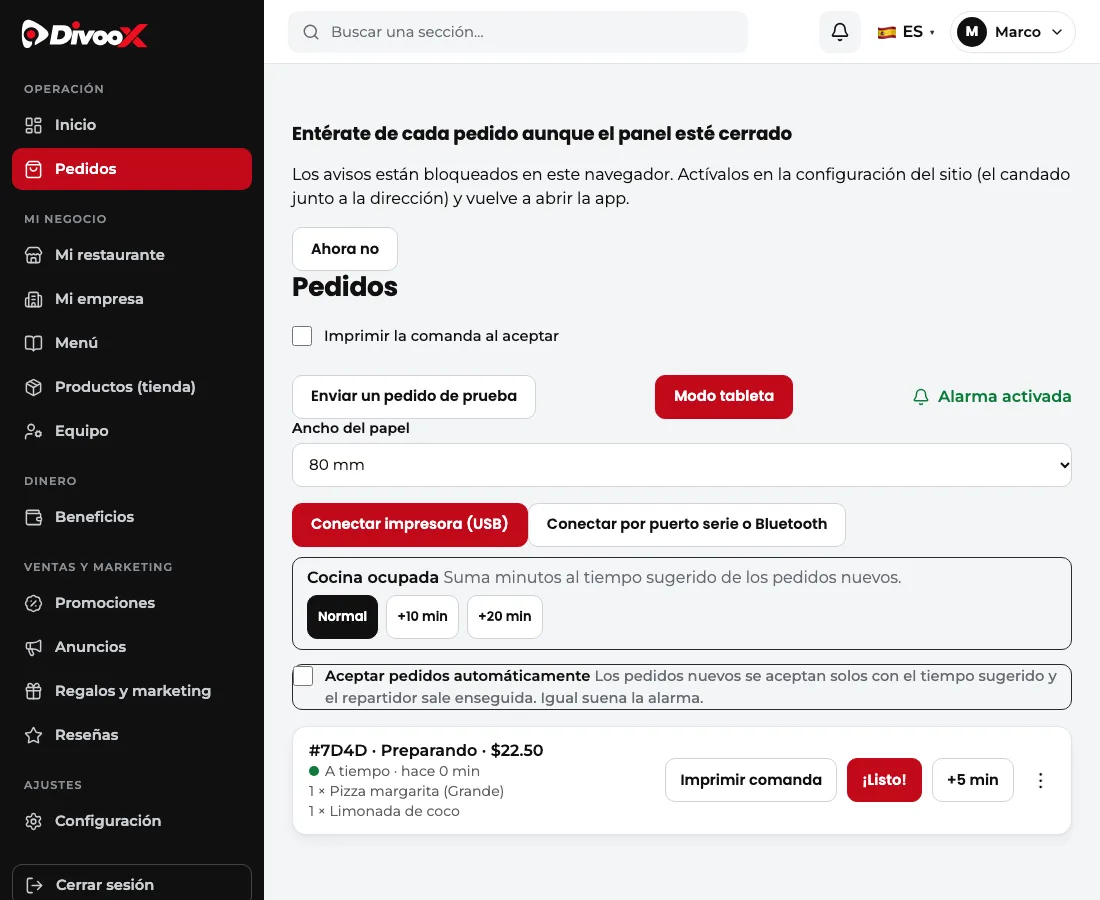 DivooX
Buscar una sección...
ES
M
Marco
OPERACIÓN
Inicio
Pedidos
MI NEGOCIO
Mi restaurante
Mi empresa
Menú
Productos (tienda)
Equipo
DINERO
Beneficios
VENTAS Y MARKETING
Promociones
Anuncios
Regalos y marketing
Reseñas
AJUSTES
Configuración
Cerrar sesión
Entérate de cada pedido aunque el panel esté cerrado
Los avisos están bloqueados en este navegador. Actívalos en la configuración del sitio (el candado
junto a la dirección) y vuelve a abrir la app.
Ahora no
Pedidos
Imprimir la comanda al aceptar
Enviar un pedido de prueba
Modo tableta
Alarma activada
Ancho del papel
80 mm
Conectar impresora (USB)
Conectar por puerto serie o Bluetooth
Cocina ocupada Suma minutos al tiempo sugerido de los pedidos nuevos.
Normal
+10 min
+20 min
Aceptar pedidos automáticamente Los pedidos nuevos se aceptan solos con el tiempo sugerido y
el repartidor sale enseguida. Igual suena la alarma.
#7D4D · Preparando · $22.50
A tiempo · hace 0 min
1 × Pizza margarita (Grande)
1 × Limonada de coco
Imprimir comanda
¡Listo!
+5 min